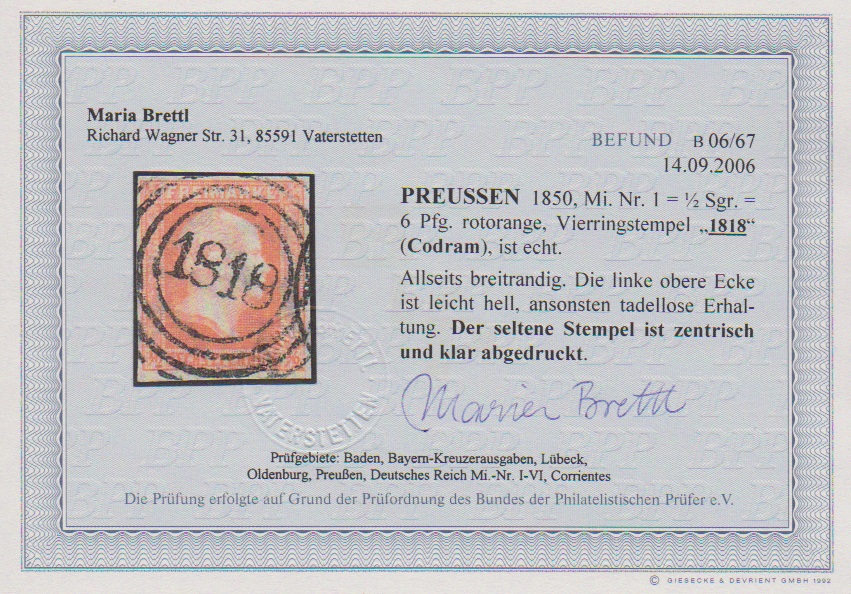 Maria Brettl
Richard Wagner Str. 31, 85591 Vaterstetten
BEFUND B 06/67
14.09.2006
FREIMARKE
1818
PREUSSEN 1850, Mi. Nr. 1 = ½ Sgr. =
6 Pfg. rotorange, Vierringstempel „1818“
(Codram), ist echt.
Allseits breitrandig. Die linke obere Ecke
ist leicht hell, ansonsten tadellose Erhal-
tung. Der seltene Stempel ist zentrisch
und klar abgedruckt.
Maria Brettl
VATERSTETTEN
Prüfgebiete: Baden, Bayern-Kreuzerausgaben, Lübeck,
Oldenburg, Preußen, Deutsches Reich Mi.-Nr. I-VI, Corrientes
Die Prüfung erfolgte auf Grund der Prüfordnung des Bundes der Philatelistischen Prüfer e.V.
© GIESECKE & DEVRIENT GMBH 1992